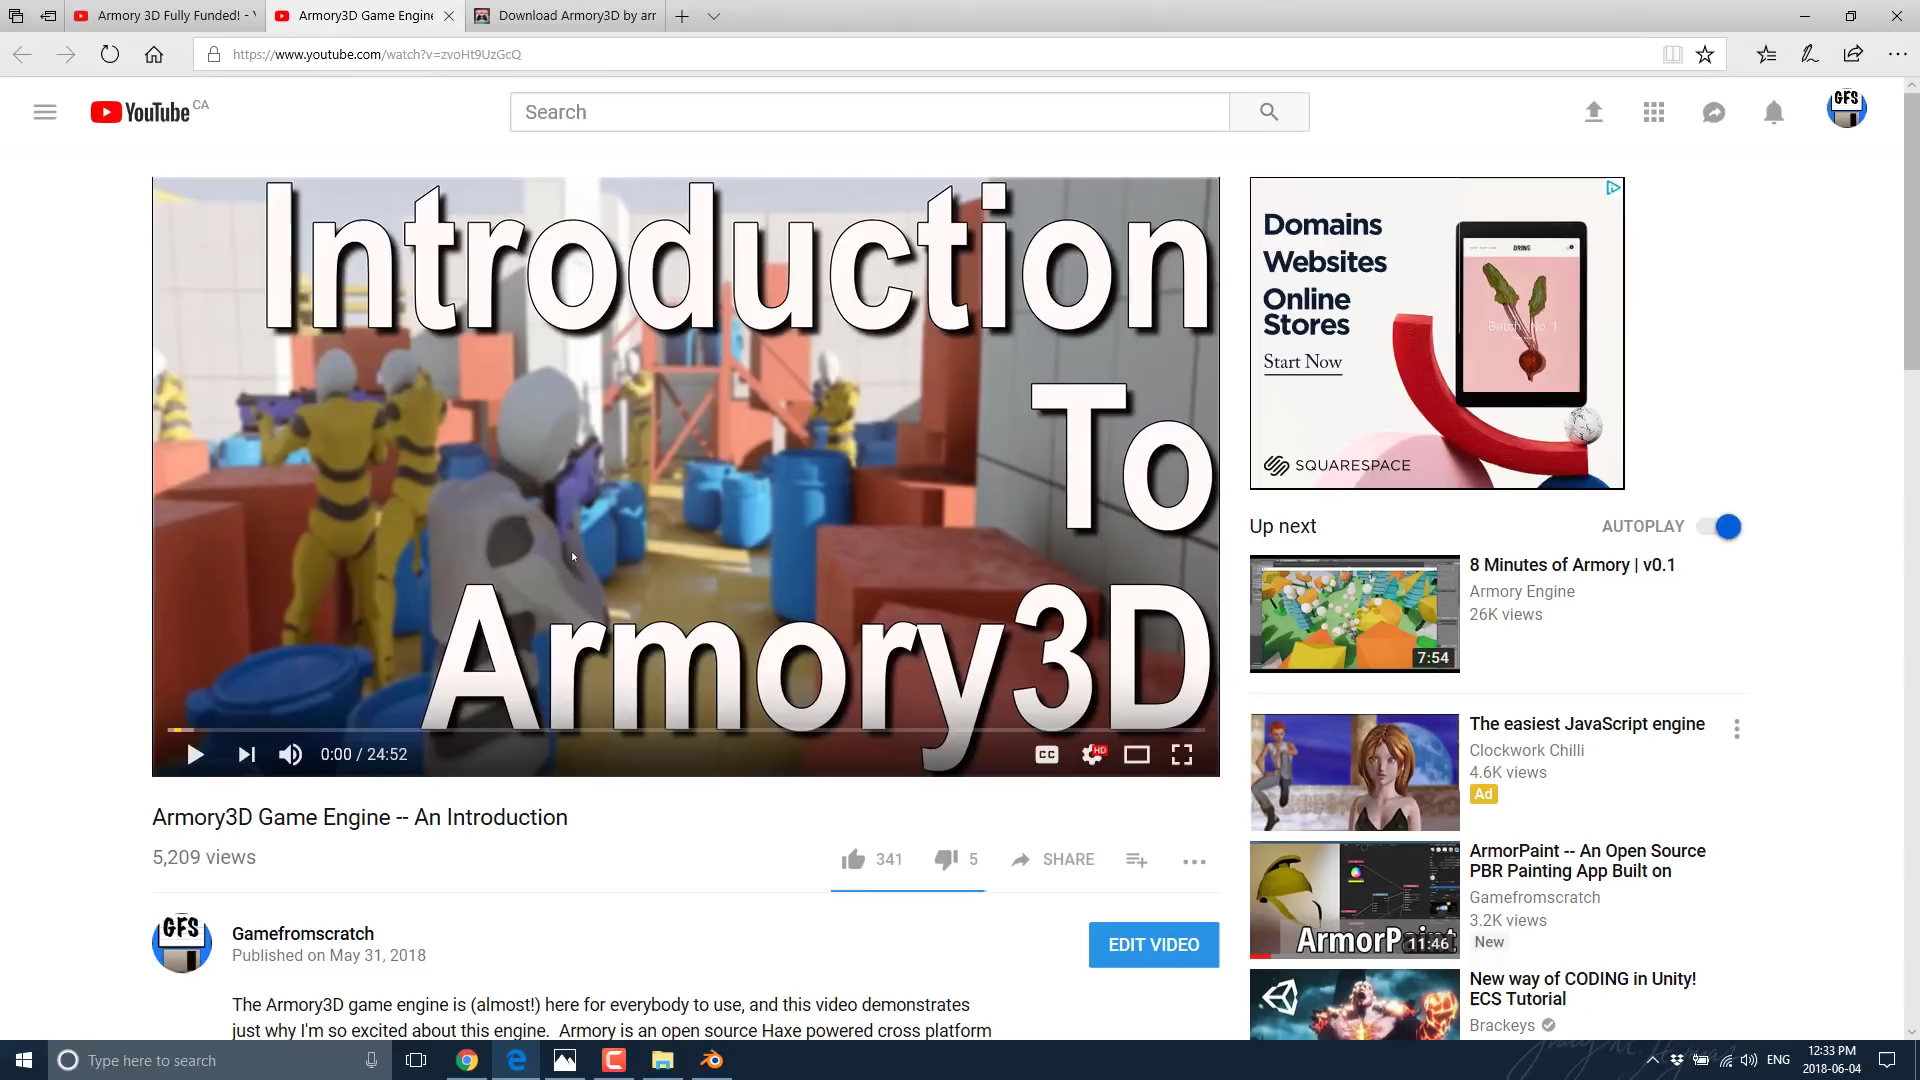 Armory 3D Fully Funded! -
Armory3D Game Engine
Download Armory3D by arr
https://www.youtube.com/watch?v=zvoHt9UzGcQ
YouTube CA
Search
GFS
Introduction
To
Armory3D
0:00 / 24:52
CC
HD
Domains
Websites
Online
Stores
Start Now
Batch No. 1
SQUARESPACE
Up next
AUTOPLAY
8 Minutes of Armory | v0.1
Armory Engine
26K views
7:54
The easiest JavaScript engine
Clockwork Chilli
4.6K views
Ad
ArmorPaint -- An Open Source
PBR Painting App Built on
Gamefromscratch
3.2K views
New
ArmorPaint
11:46
New way of CODING in Unity!
ECS Tutorial
Brackeys
Armory3D Game Engine -- An Introduction
5,209 views
341
5
SHARE
GFS
Gamefromscratch
Published on May 31, 2018
EDIT VIDEO
The Armory3D game engine is (almost!) here for everybody to use, and this video demonstrates
just why I'm so excited about this engine. Armory is an open source Haxe powered cross platform
Type here to search
ENG
12:33 PM
2018-06-04